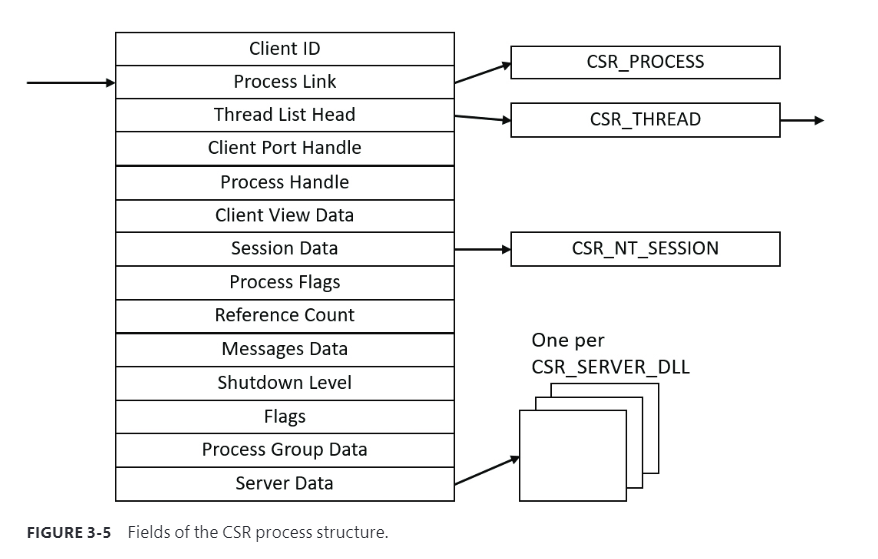 Client ID
Process Link
Thread List Head
Client Port Handle
Process Handle
Client View Data
Session Data
Process Flags
Reference Count
Messages Data
Shutdown Level
Flags
Process Group Data
Server Data
CSR_PROCESS
CSR_THREAD
CSR_NT_SESSION
One per
CSR_SERVER_DLL
FIGURE 3-5 Fields of the CSR process structure.